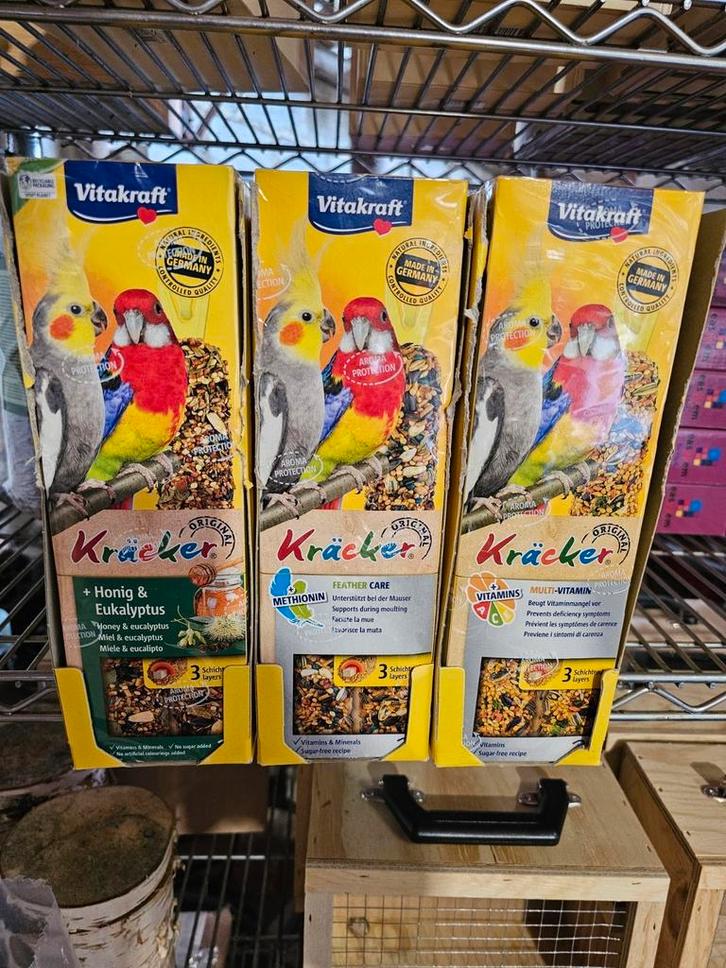 Vitakraft
NATURAL INGREDIENTS
MADE IN
GERMANY
CONTROLLED QUALITY
AROMA
PROTECTION
ORIGINAL
Kräcker
+ Honig &
Eukalyptus
Honey & eucalyptus
Miel & eucalyptus
Miele & eucalipto
3 Schichten
layers
✓ Vitamins & Minerals ✓ No sugar added
✓ No artificial colourings added
Vitakraft
NATURAL INGREDIENTS
MADE IN
GERMANY
CONTROLLED QUALITY
AROMA
PROTECTION
AROMA
PROTECTION
ORIGINAL
Kräcker
+
METHIONIN
FEATHER CARE
Unterstützt bei der Mauser
Supports during moulting
Facilite la mue
Favorisce la muta
3 Schicht
layers
✓ Vitamins & Minerals
✓ Sugar-free recipe
Vitakraft
NATURAL INGREDIENTS
MADE IN
GERMANY
CONTROLLED QUALITY
AROMA
PROTECTION
ORIGINAL
Kräcker
+
VITAMINS
A C
MULTI-VITAMIN
Beugt Vitaminmangel vor
Prevents deficiency symptoms
Prévient les symptômes de carence
Previene i sintomi di carenza
3 Schichten
layers
Vitamins
Sugar-free recipe